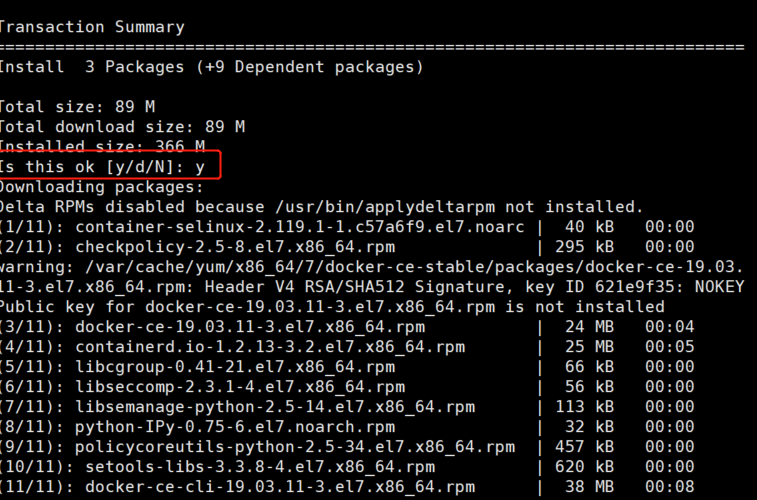 Transaction Summary
================================================================================
Install  3 Packages (+9 Dependent packages)
Total size: 89 M
Total download size: 89 M
Installed size: 366 M
Is this ok [y/d/N]: y
Downloading packages:
Delta RPMs disabled because /usr/bin/applydeltarpm not installed.
(1/11): container-selinux-2.119.1-1.c57a6f9.el7.noarc |  40 kB   00:00
(2/11): checkpolicy-2.5-8.el7.x86_64.rpm              | 295 kB   00:00
warning: /var/cache/yum/x86_64/7/docker-ce-stable/packages/docker-ce-19.03.
11-3.el7.x86_64.rpm: Header V4 RSA/SHA512 Signature, key ID 621e9f35: NOKEY
Public key for docker-ce-19.03.11-3.el7.x86_64.rpm is not installed
(3/11): docker-ce-19.03.11-3.el7.x86_64.rpm           |  24 MB   00:04
(4/11): containerd.io-1.2.13-3.2.el7.x86_64.rpm       |  25 MB   00:05
(5/11): libcgroup-0.41-21.el7.x86_64.rpm              |  66 kB   00:00
(6/11): libseccomp-2.3.1-4.el7.x86_64.rpm             |  56 kB   00:00
(7/11): libsemanage-python-2.5-14.el7.x86_64.rpm      | 113 kB   00:00
(8/11): python-IPy-0.75-6.el7.noarch.rpm              |  32 kB   00:00
(9/11): policycoreutils-python-2.5-34.el7.x86_64.rpm  | 457 kB   00:00
(10/11): setools-libs-3.3.8-4.el7.x86_64.rpm          | 620 kB   00:00
(11/11): docker-ce-cli-19.03.11-3.el7.x86_64.rpm      |  38 MB   00:08